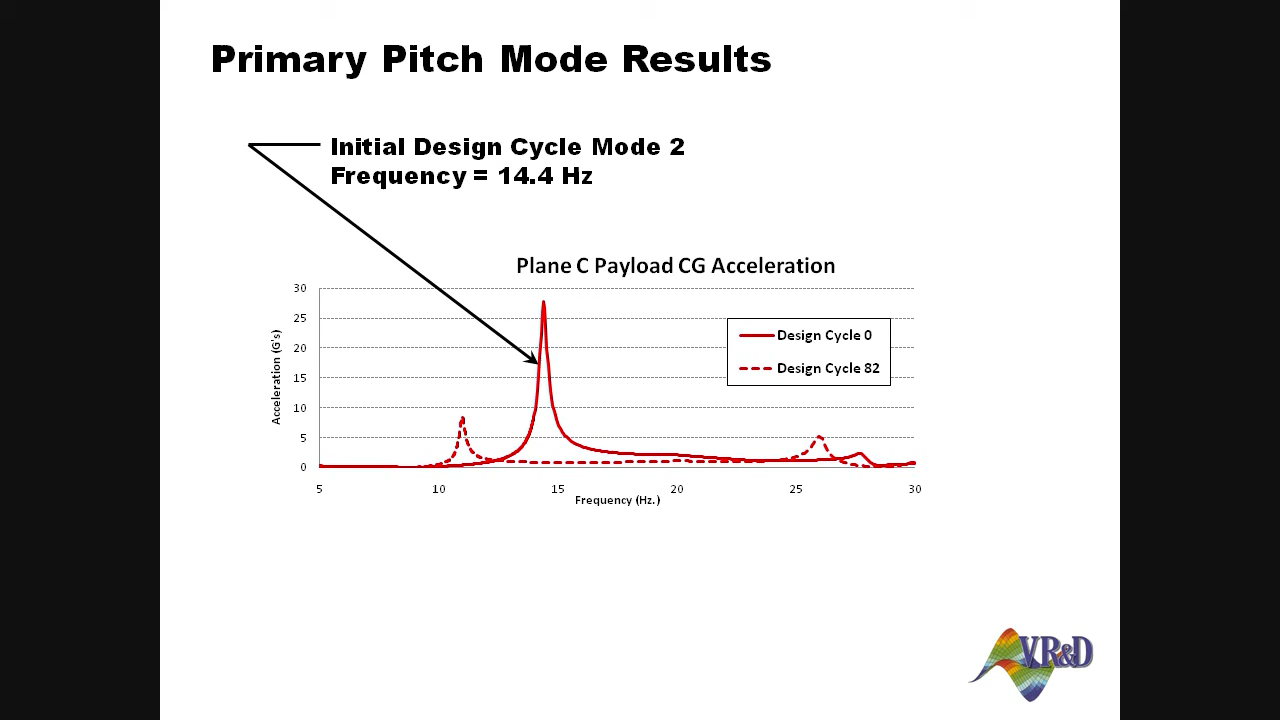 Primary Pitch Mode Results
Initial Design Cycle Mode 2
Frequency = 14.4 Hz
Plane C Payload CG Acceleration
30
25
20
15
10
5
0
Acceleration (G's)
Design Cycle 0
Design Cycle 82
5 10 15 20 25 30
Frequency (Hz.)
VR&D